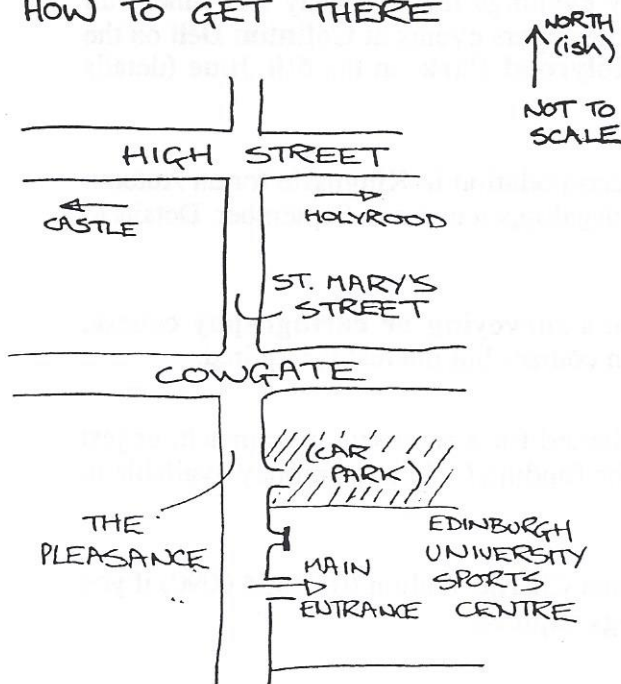 HOW TO GET THERE
NORTH
(ish)
NOT TO
SCALE
HIGH STREET
CASTLE
HOLYROOD
ST. MARY'S
STREET
COWGATE
(CAR
PARK)
THE
PLEASANCE
EDINBURGH
UNIVERSITY
SPORTS
CENTRE
MAIN
ENTRANCE